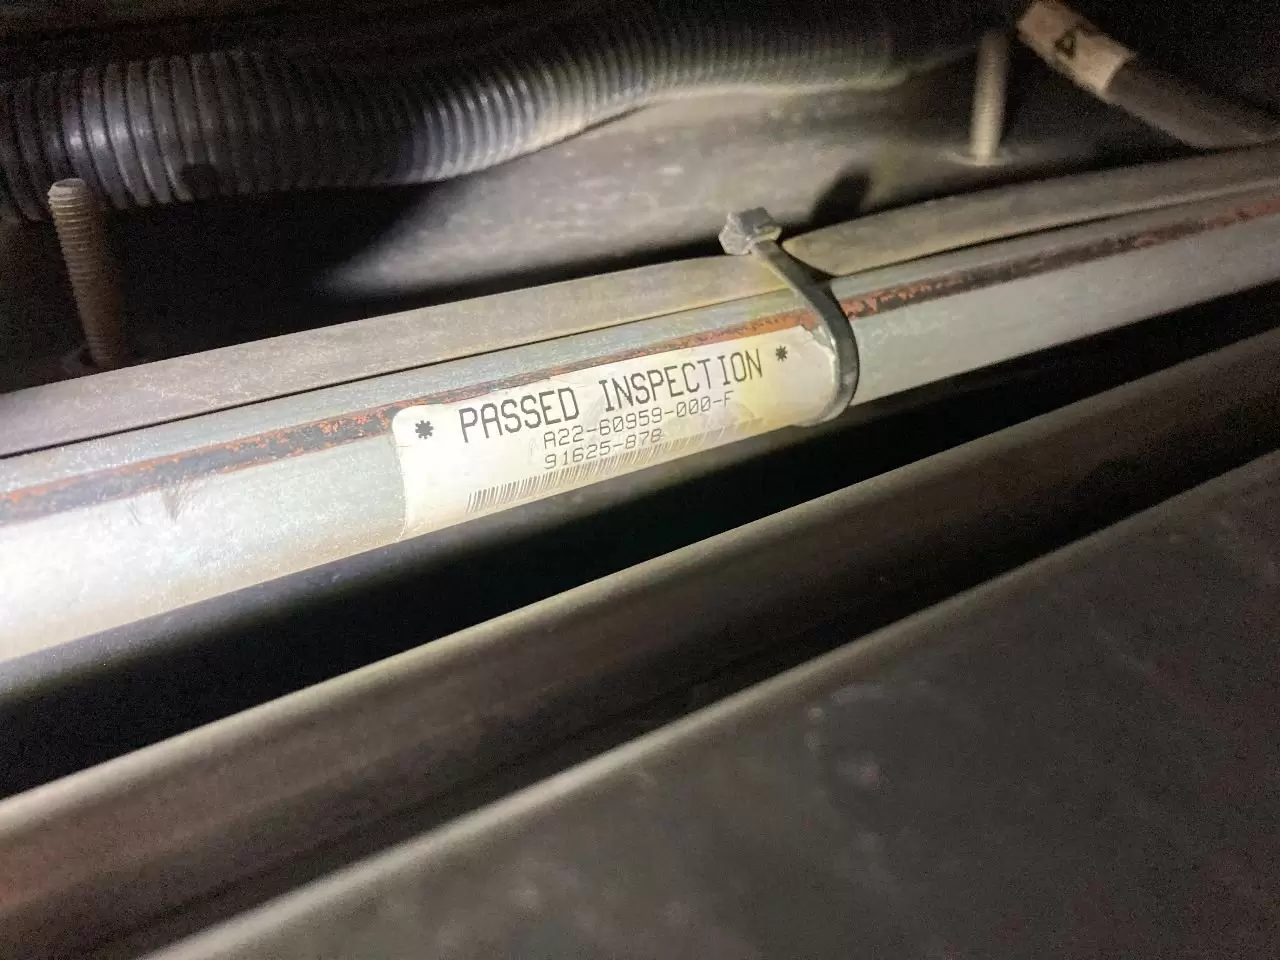 * PASSED INSPECTION *
A22-60959-000-F
91625-878